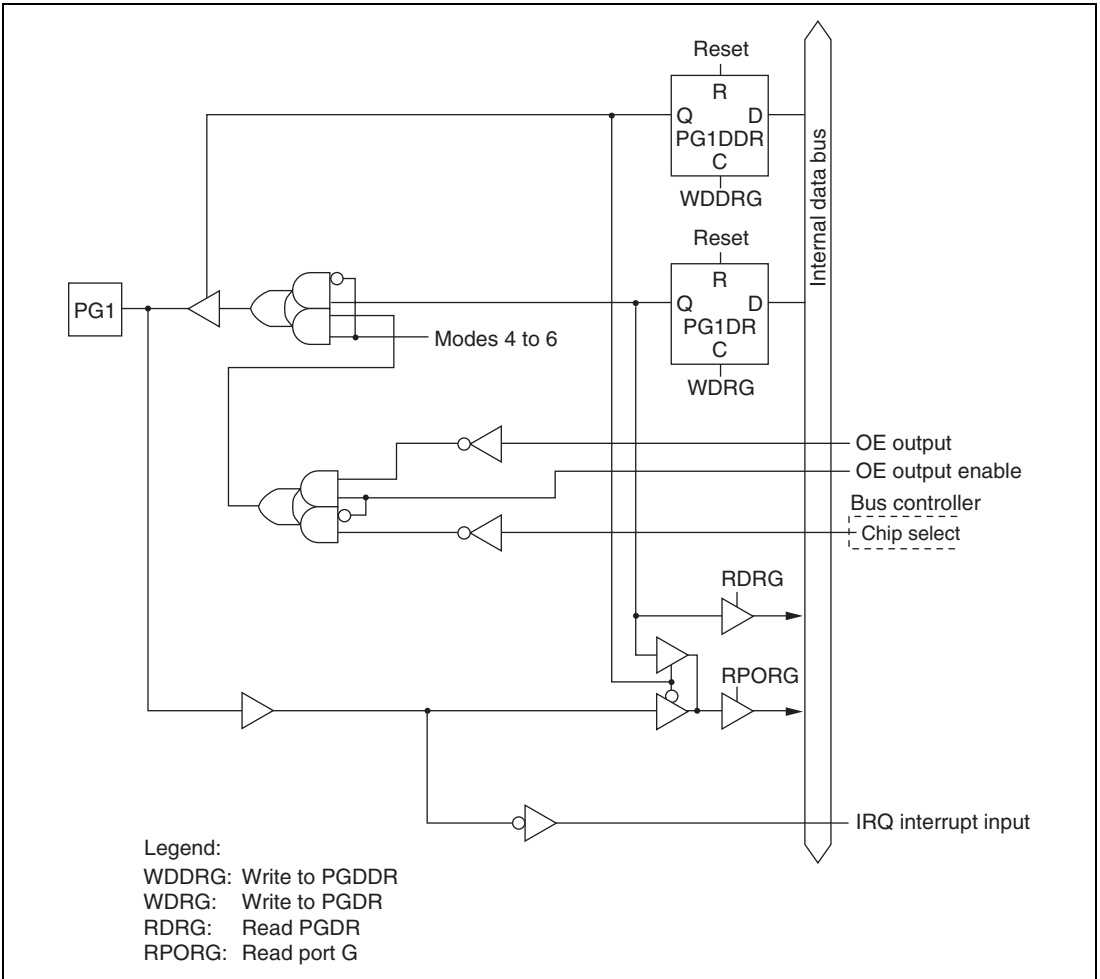 Reset
R
Q D
PG1DDR
C
WDDRG
Internal data bus
Reset
R
Q D
PG1DR
C
WDRG
PG1
Modes 4 to 6
OE output
OE output enable
Bus controller
Chip select
RDRG
RPORG
IRQ interrupt input
Legend:
WDDRG: Write to PGDDR
WDRG: Write to PGDR
RDRG: Read PGDR
RPORG: Read port G